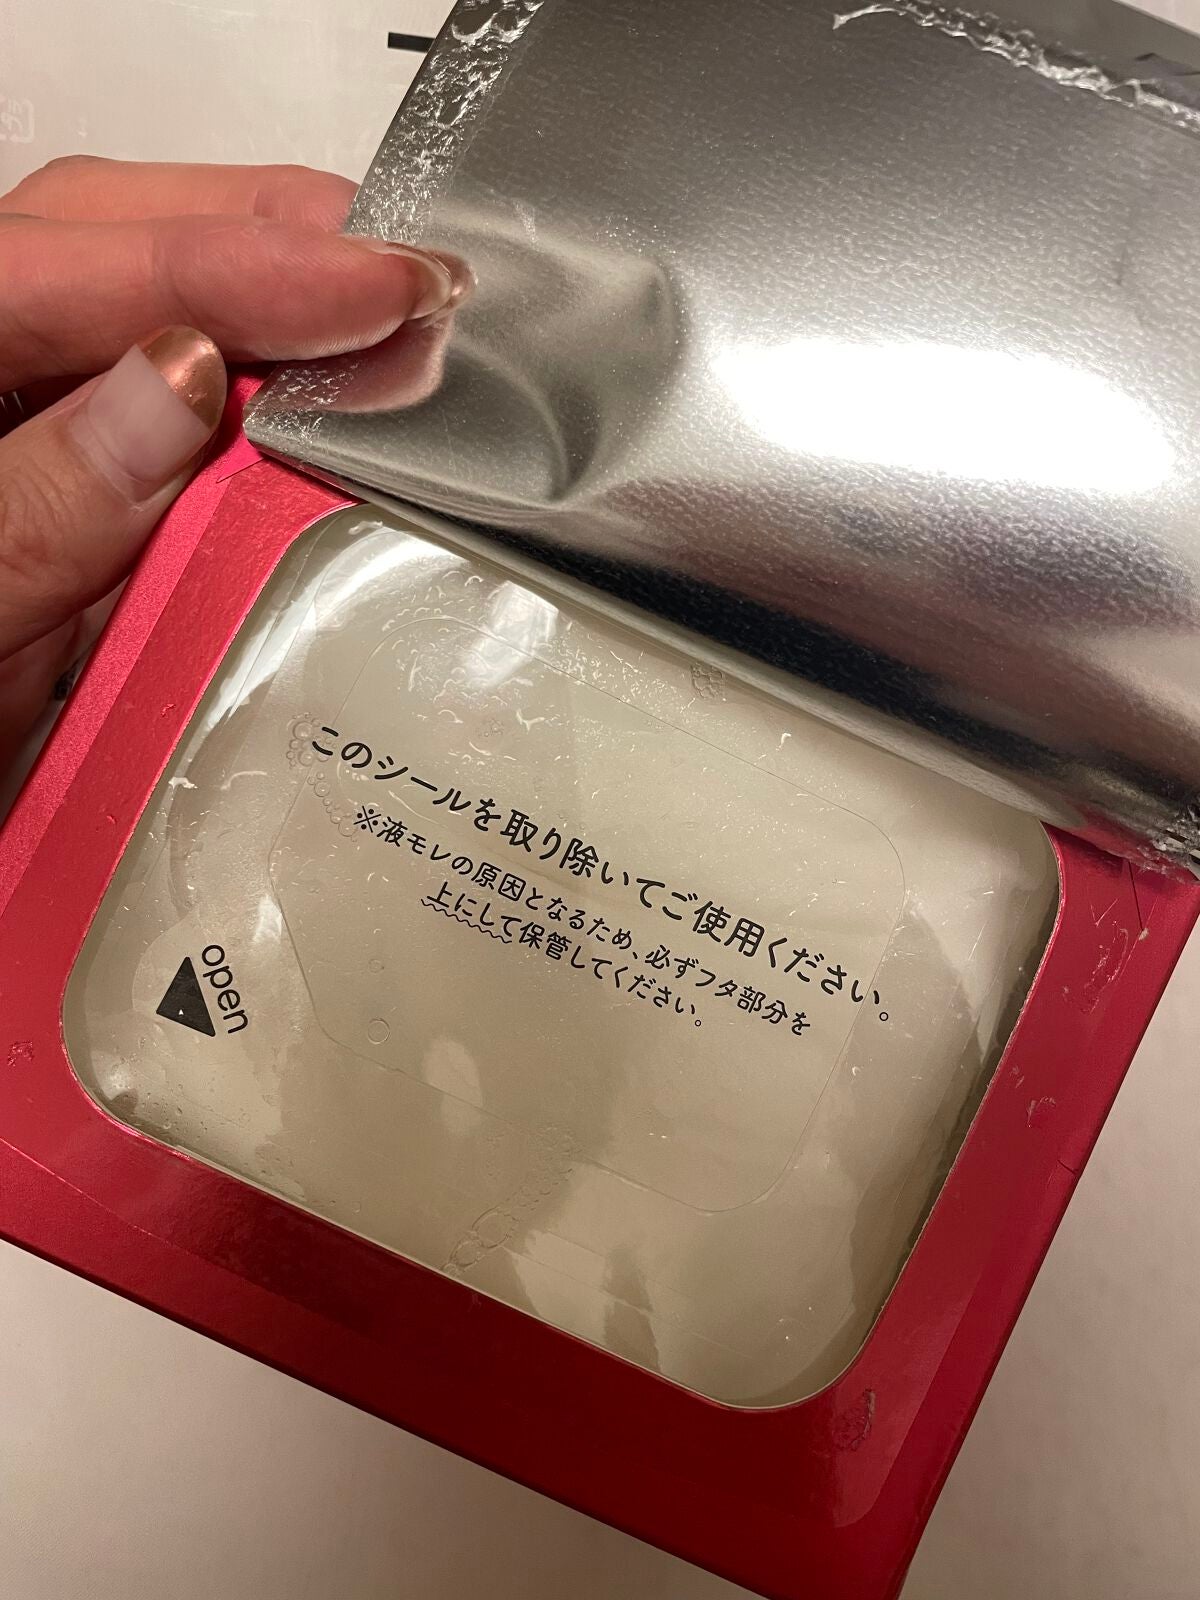 このシールを取り除いてご使用ください。
※液モレの原因となるため、必ずフタ部分を
上にして保管してください。
open